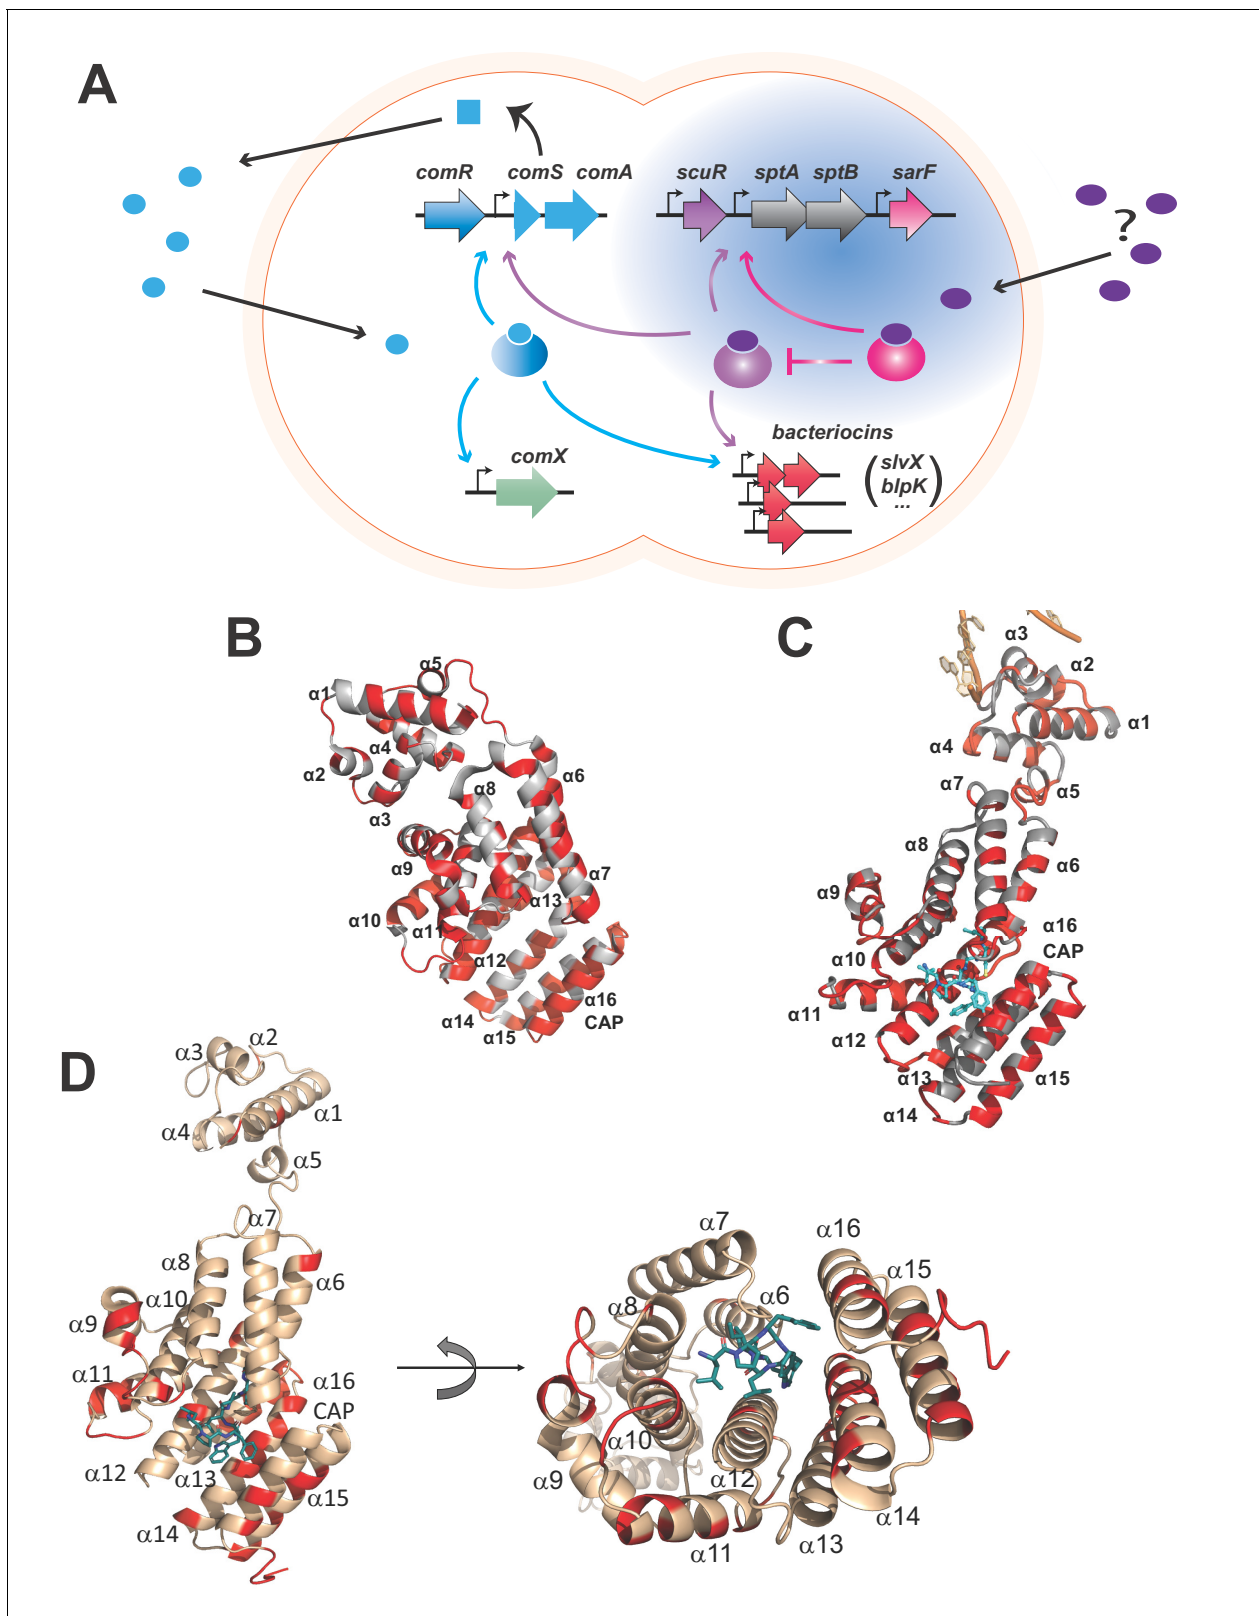 A
comR comS comA
scuR sptA sptB sarF
?
comX
bacteriocins
(slvX
blpK
...)
B
α5
α1
α4
α2
α8
α6
α3
α9
α7
α13
α10
α11
α12
α16
CAP
α14
α15
C
α3
α2
α1
α4
α5
α7
α8
α6
α9
α16
CAP
α10
α11
α12
α13
α15
α14
D
α3
α2
α1
α4
α5
α7
α8
α6
α10
α9
α11
α16
CAP
α12
α13
α15
α14
α7
α16
α15
α6
α8
α10
α9
α12
α14
α13
α11